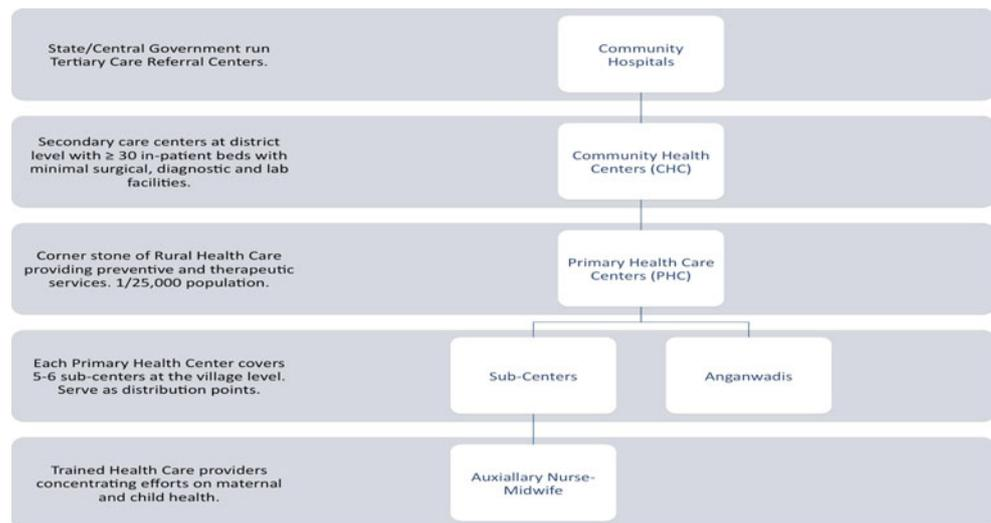 State/Central Government run
Tertiary Care Referral Centers.
Community
Hospitals
Secondary care centers at district
level with ≥ 30 in-patient beds with
minimal surgical, diagnostic and lab
facilities.
Community Health
Centers (CHC)
Corner stone of Rural Health Care
providing preventive and therapeutic
services. 1/25,000 population.
Primary Health Care
Centers (PHC)
Each Primary Health Center covers
5-6 sub-centers at the village level.
Serve as distribution points.
Sub-Centers
Anganwadis
Trained Health Care providers
concentrating efforts on maternal
and child health.
Auxiallary Nurse-
Midwife